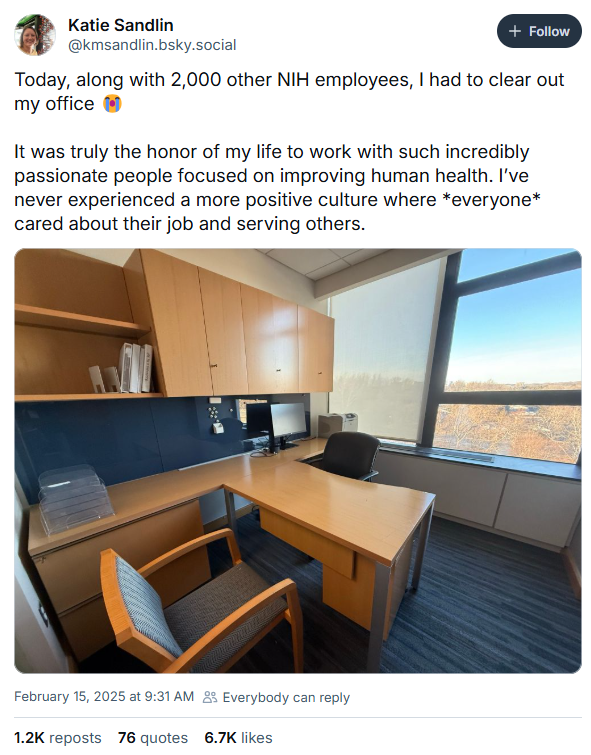 Katie Sandlin
@kmsandlin.bsky.social
+ Follow
Today, along with 2,000 other NIH employees, I had to clear out
my office 😭
It was truly the honor of my life to work with such incredibly
passionate people focused on improving human health. I've
never experienced a more positive culture where *everyone*
cared about their job and serving others.
February 15, 2025 at 9:31 AM Everybody can reply
1.2K reposts 76 quotes 6.7K likes